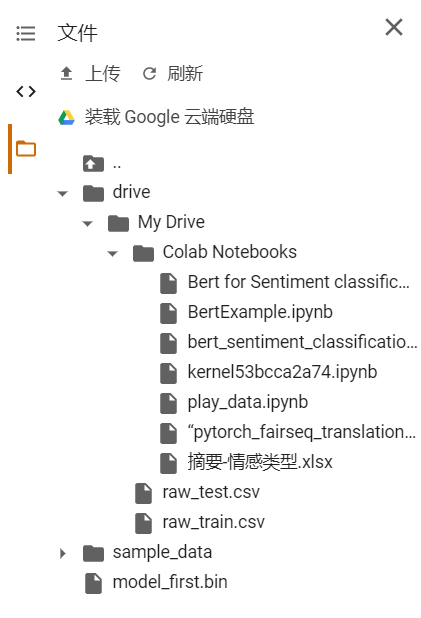 文件
上传 刷新
装载 Google 云端硬盘
..
drive
My Drive
Colab Notebooks
Bert for Sentiment classific...
BertExample.ipynb
bert_sentiment_classificatio...
kernel53bcca2a74.ipynb
play_data.ipynb
“pytorch_fairseq_translation...
摘要-情感类型.xlsx
raw_test.csv
raw_train.csv
sample_data
model_first.bin